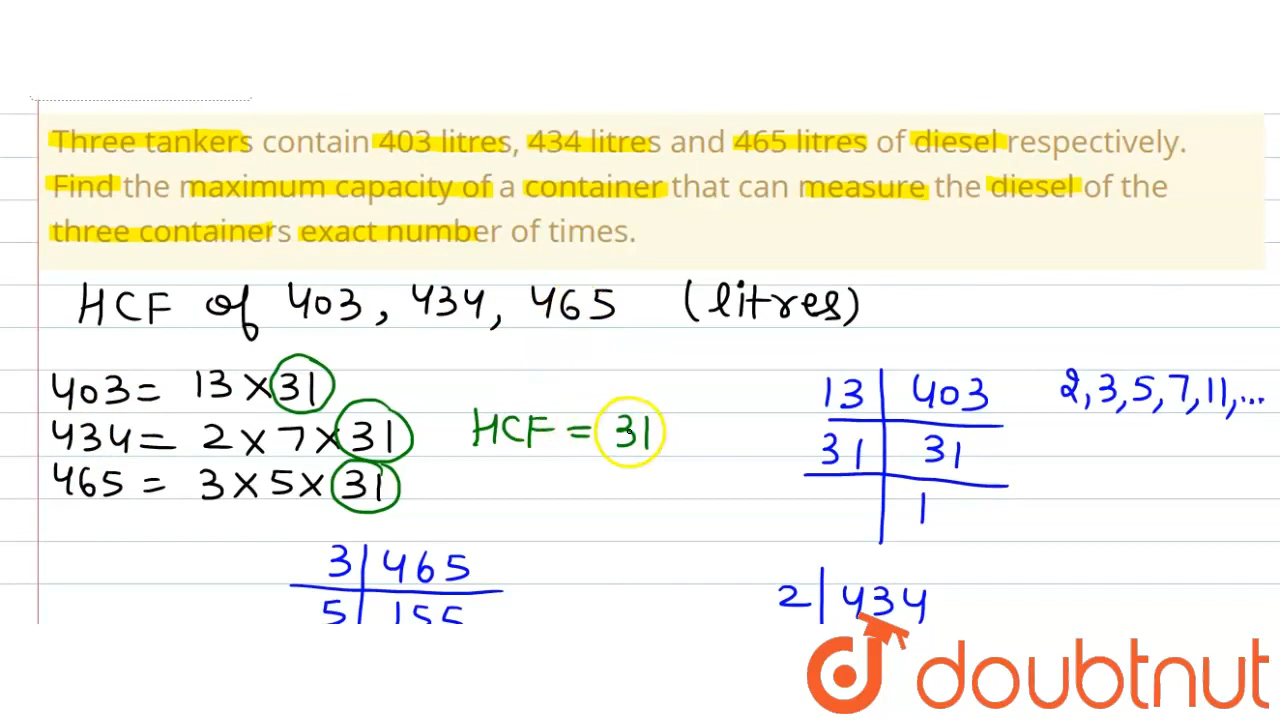 Three tankers contain 403 litres, 434 litres and 465 litres of diesel respectively.
Find the maximum capacity of a container that can measure the diesel of the
three containers exact number of times.
HCF of 403, 434, 465 (litres)
403 = 13 × 31
434 = 2 × 7 × 31
465 = 3 × 5 × 31
HCF = 31
13 | 403
31 | 31
1
2, 3, 5, 7, 11, ...
3 | 465
5 | 155
2 | 434
doubtnut